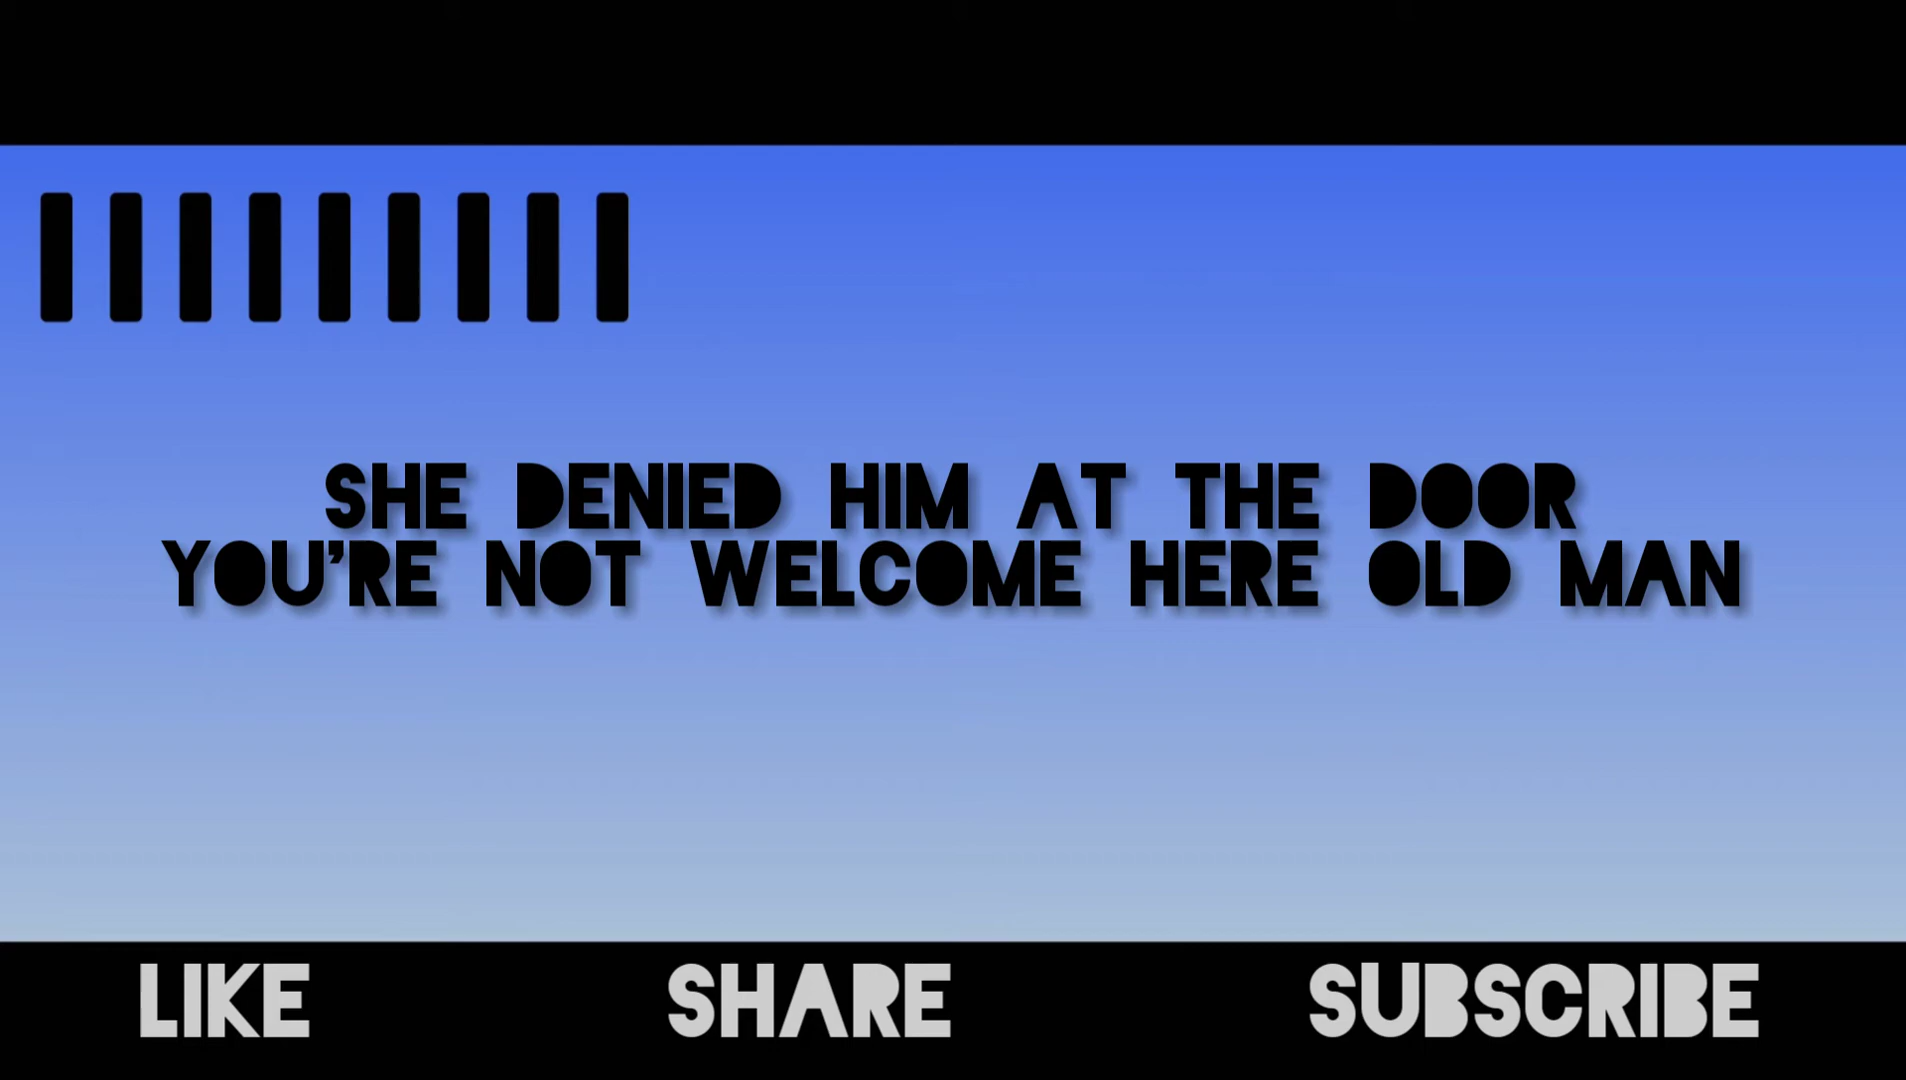 SHE DENIED HIM AT THE DOOR
YOU'RE NOT WELCOME HERE OLD MAN
LIKE SHARE SUBSCRIBE